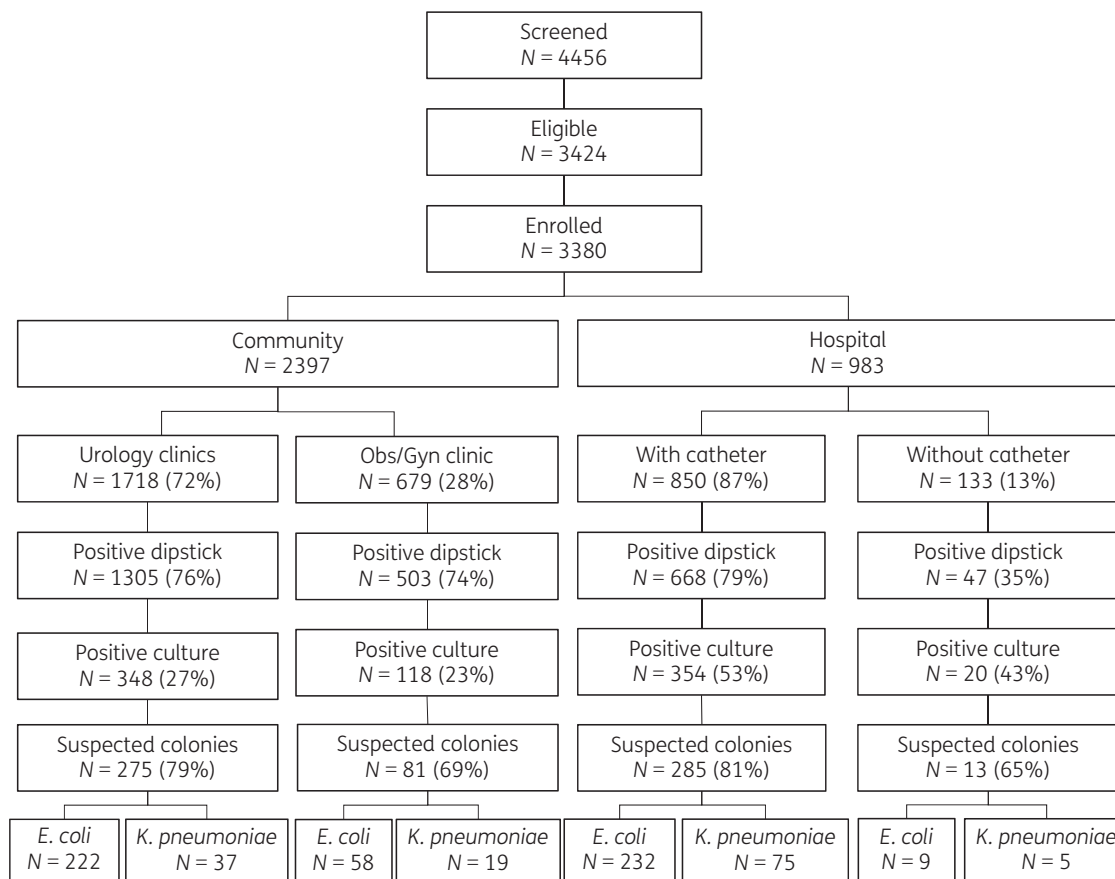 Screened
N = 4456
Eligible
N = 3424
Enrolled
N = 3380
Community
N = 2397
Hospital
N = 983
Urology clinics
N = 1718 (72%)
Obs/Gyn clinic
N = 679 (28%)
With catheter
N = 850 (87%)
Without catheter
N = 133 (13%)
Positive dipstick
N = 1305 (76%)
Positive dipstick
N = 503 (74%)
Positive dipstick
N = 668 (79%)
Positive dipstick
N = 47 (35%)
Positive culture
N = 348 (27%)
Positive culture
N = 118 (23%)
Positive culture
N = 354 (53%)
Positive culture
N = 20 (43%)
Suspected colonies
N = 275 (79%)
Suspected colonies
N = 81 (69%)
Suspected colonies
N = 285 (81%)
Suspected colonies
N = 13 (65%)
E. coli
N = 222
K. pneumoniae
N = 37
E. coli
N = 58
K. pneumoniae
N = 19
E. coli
N = 232
K. pneumoniae
N = 75
E. coli
N = 9
K. pneumoniae
N = 5